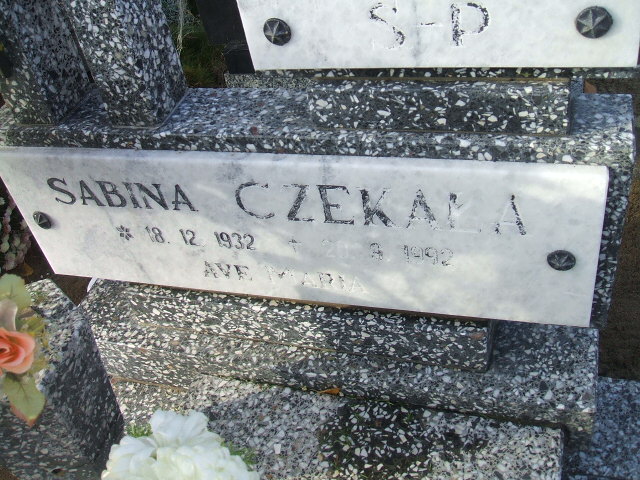 S-P
SABINA CZEKAŁA
* 18. 12. 1932 + 8. 1992
AVE MARIA